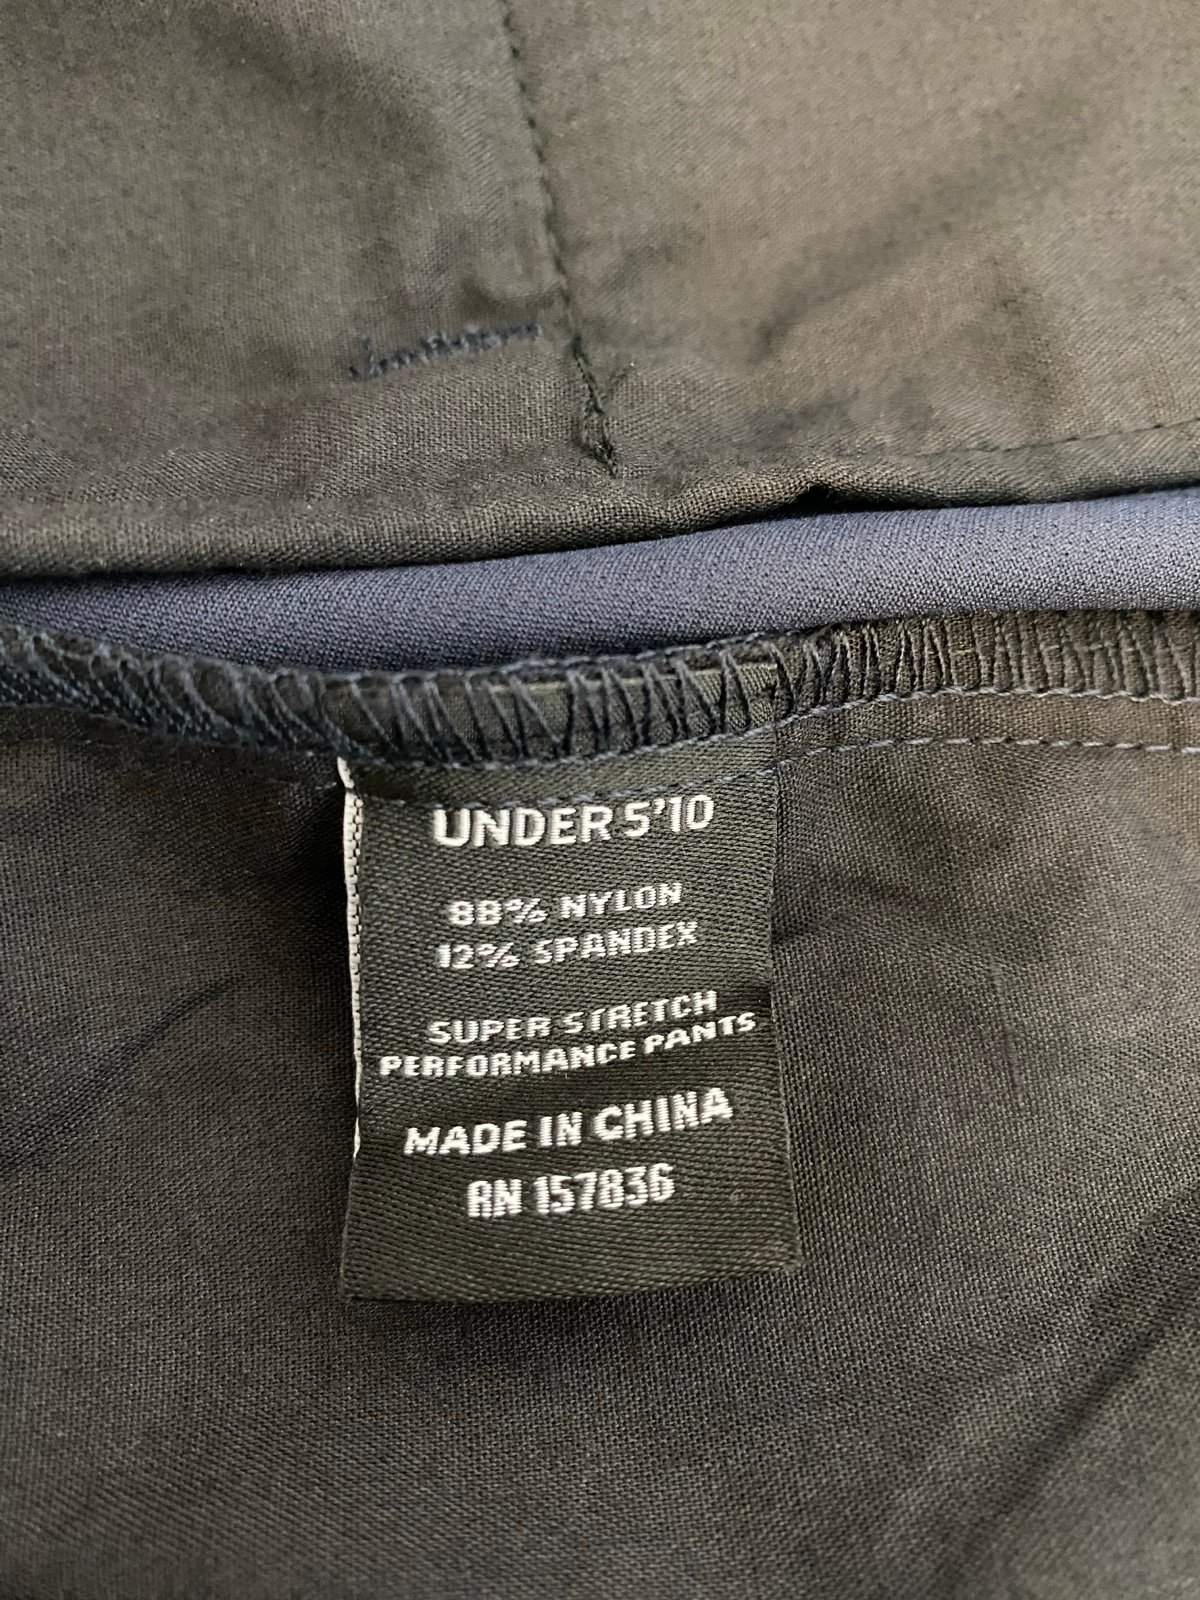 UNDER 5'10
88% NYLON
12% SPANDEX
SUPER STRETCH
PERFORMANCE PANTS
MADE IN CHINA
RN 157836